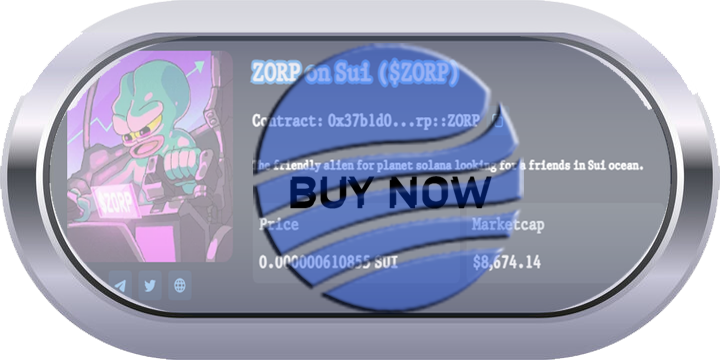 ZORP on Sui ($ZORP)
Contract: 0x37b1d0...rp::ZORP
The friendly alien for planet solana looking for a friends in Sui ocean.
BUY NOW
$ZORP
Price
Marketcap
0.000000610855 SUI
$8,674.14